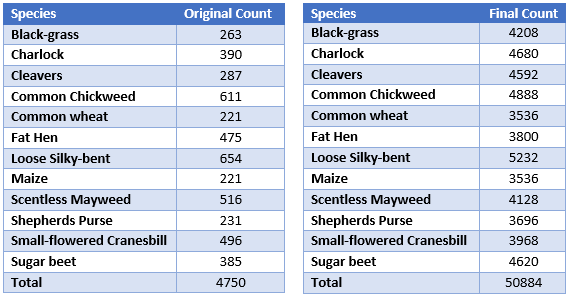 Species Original Count
Black-grass 263
Charlock 390
Cleavers 287
Common Chickweed 611
Common wheat 221
Fat Hen 475
Loose Silky-bent 654
Maize 221
Scentless Mayweed 516
Shepherds Purse 231
Small-flowered Cranesbill 496
Sugar beet 385
Total 4750
Species Final Count
Black-grass 4208
Charlock 4680
Cleavers 4592
Common Chickweed 4888
Common wheat 3536
Fat Hen 3800
Loose Silky-bent 5232
Maize 3536
Scentless Mayweed 4128
Shepherds Purse 3696
Small-flowered Cranesbill 3968
Sugar beet 4620
Total 50884